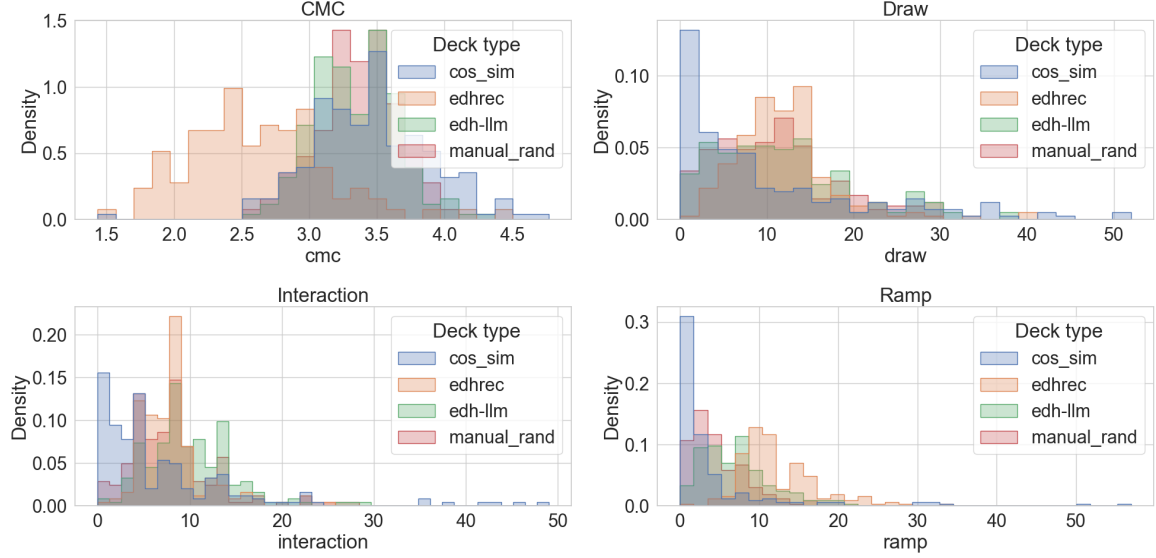 CMC
Density
1.5
1.0
0.5
0.0
1.5 2.0 2.5 3.0 3.5 4.0 4.5
cmc
Deck type
cos_sim
edhrec
edh-llm
manual_rand
Draw
Density
0.10
0.05
0.00
0 10 20 30 40 50
draw
Deck type
cos_sim
edhrec
edh-llm
manual_rand
Interaction
Density
0.20
0.15
0.10
0.05
0.00
0 10 20 30 40 50
interaction
Deck type
cos_sim
edhrec
edh-llm
manual_rand
Ramp
Density
0.3
0.2
0.1
0.0
0 10 20 30 40 50
ramp
Deck type
cos_sim
edhrec
edh-llm
manual_rand